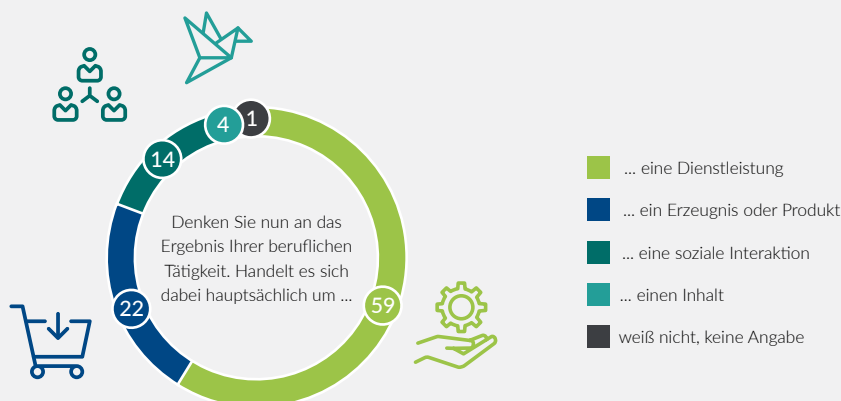 4
1
14
Denken Sie nun an das
Ergebnis Ihrer beruflichen
Tätigkeit. Handelt es sich
dabei hauptsächlich um ...
22
59
... eine Dienstleistung
... ein Erzeugnis oder Produkt
... eine soziale Interaktion
... einen Inhalt
weiß nicht, keine Angabe